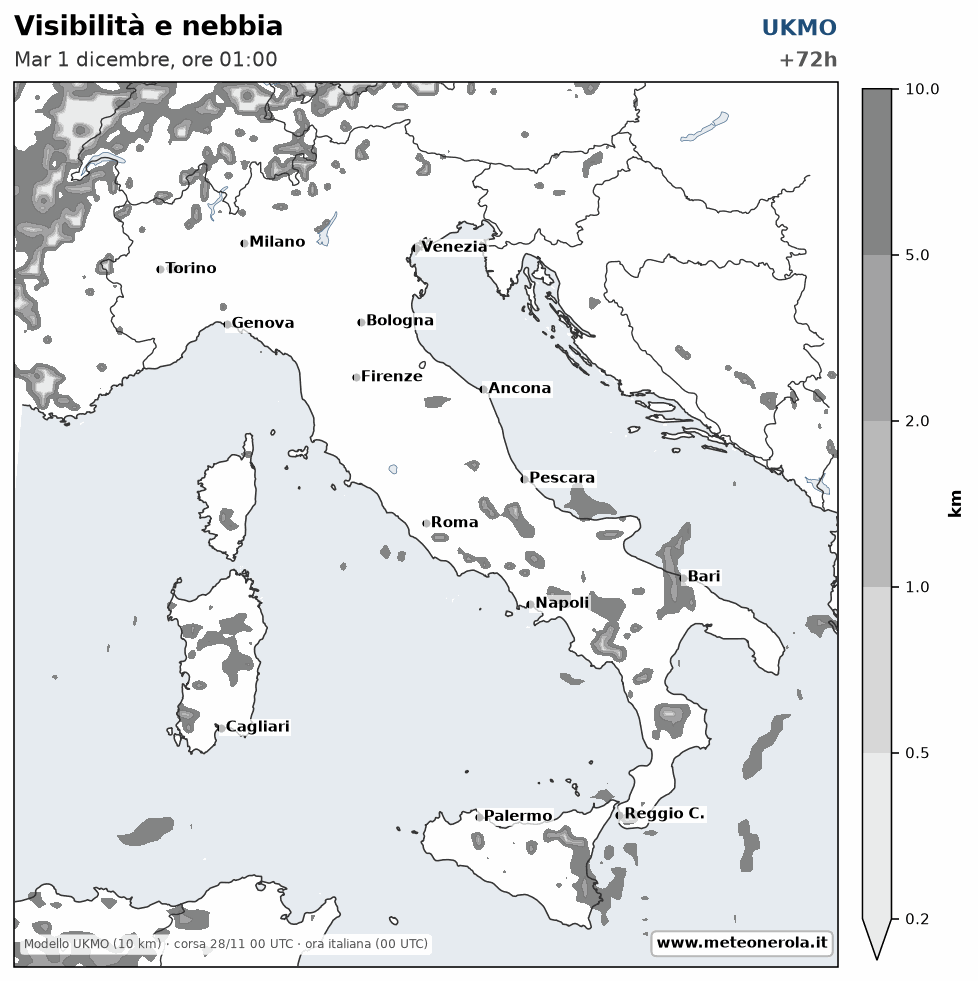 Visibilità e nebbia
UKMO
Mar 1 dicembre, ore 01:00
+72h
10.0
5.0
2.0
1.0
0.5
0.2
km
Milano
Venezia
Torino
Genova
Bologna
Firenze
Ancona
Pescara
Roma
Bari
Napoli
Cagliari
Palermo
Reggio C.
Modello UKMO (10 km) · corsa 28/11 00 UTC · ora italiana (00 UTC)
www.meteonerola.it